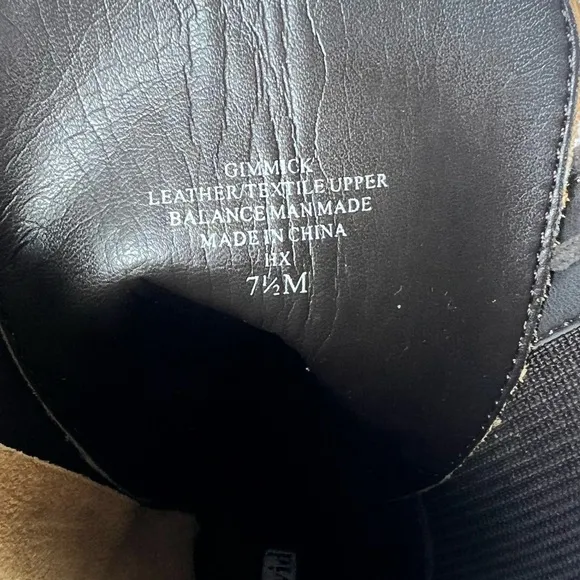 GIMMICK
LEATHER/TEXTILE UPPER
BALANCE MAN MADE
MADE IN CHINA
HX
7½M